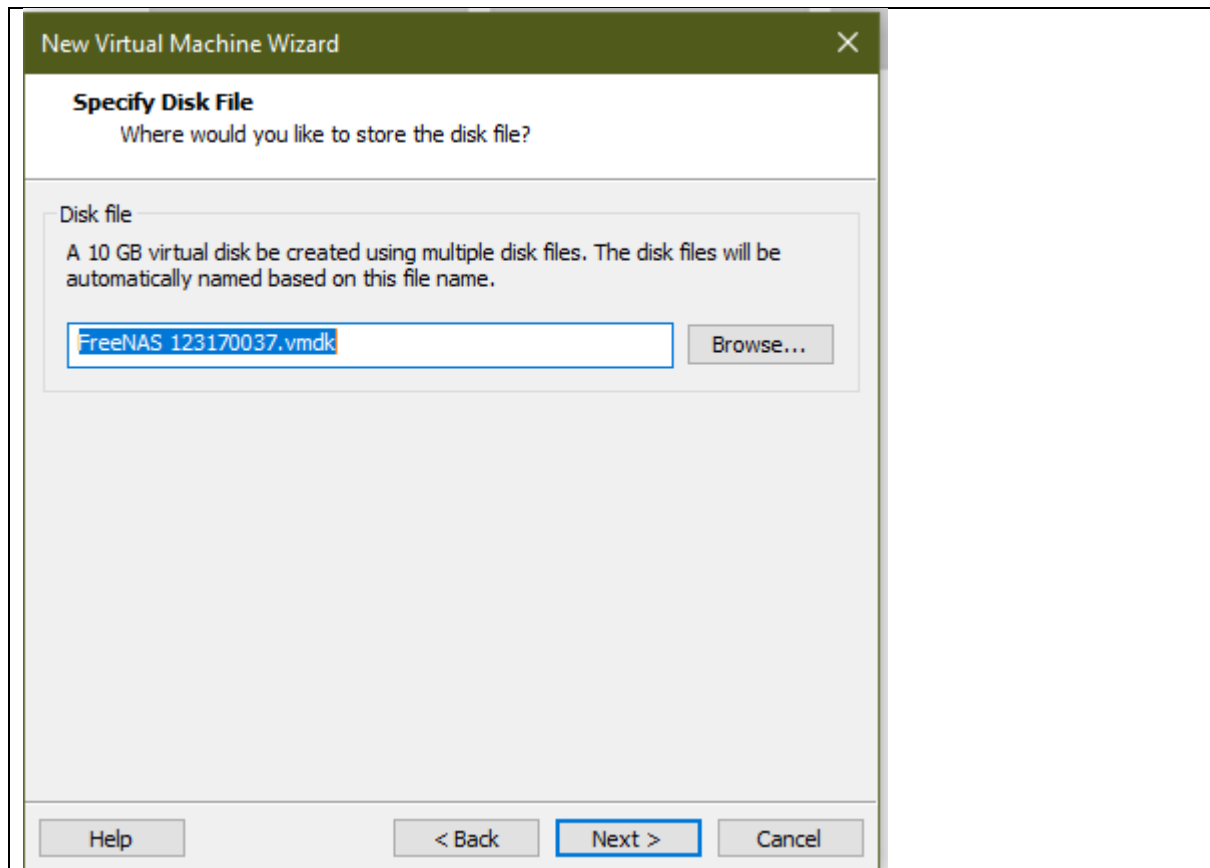 New Virtual Machine Wizard
Specify Disk File
Where would you like to store the disk file?
Disk file
A 10 GB virtual disk be created using multiple disk files. The disk files will be
automatically named based on this file name.
FreeNAS 123170037.vmdk
Browse...
Help
< Back
Next >
Cancel